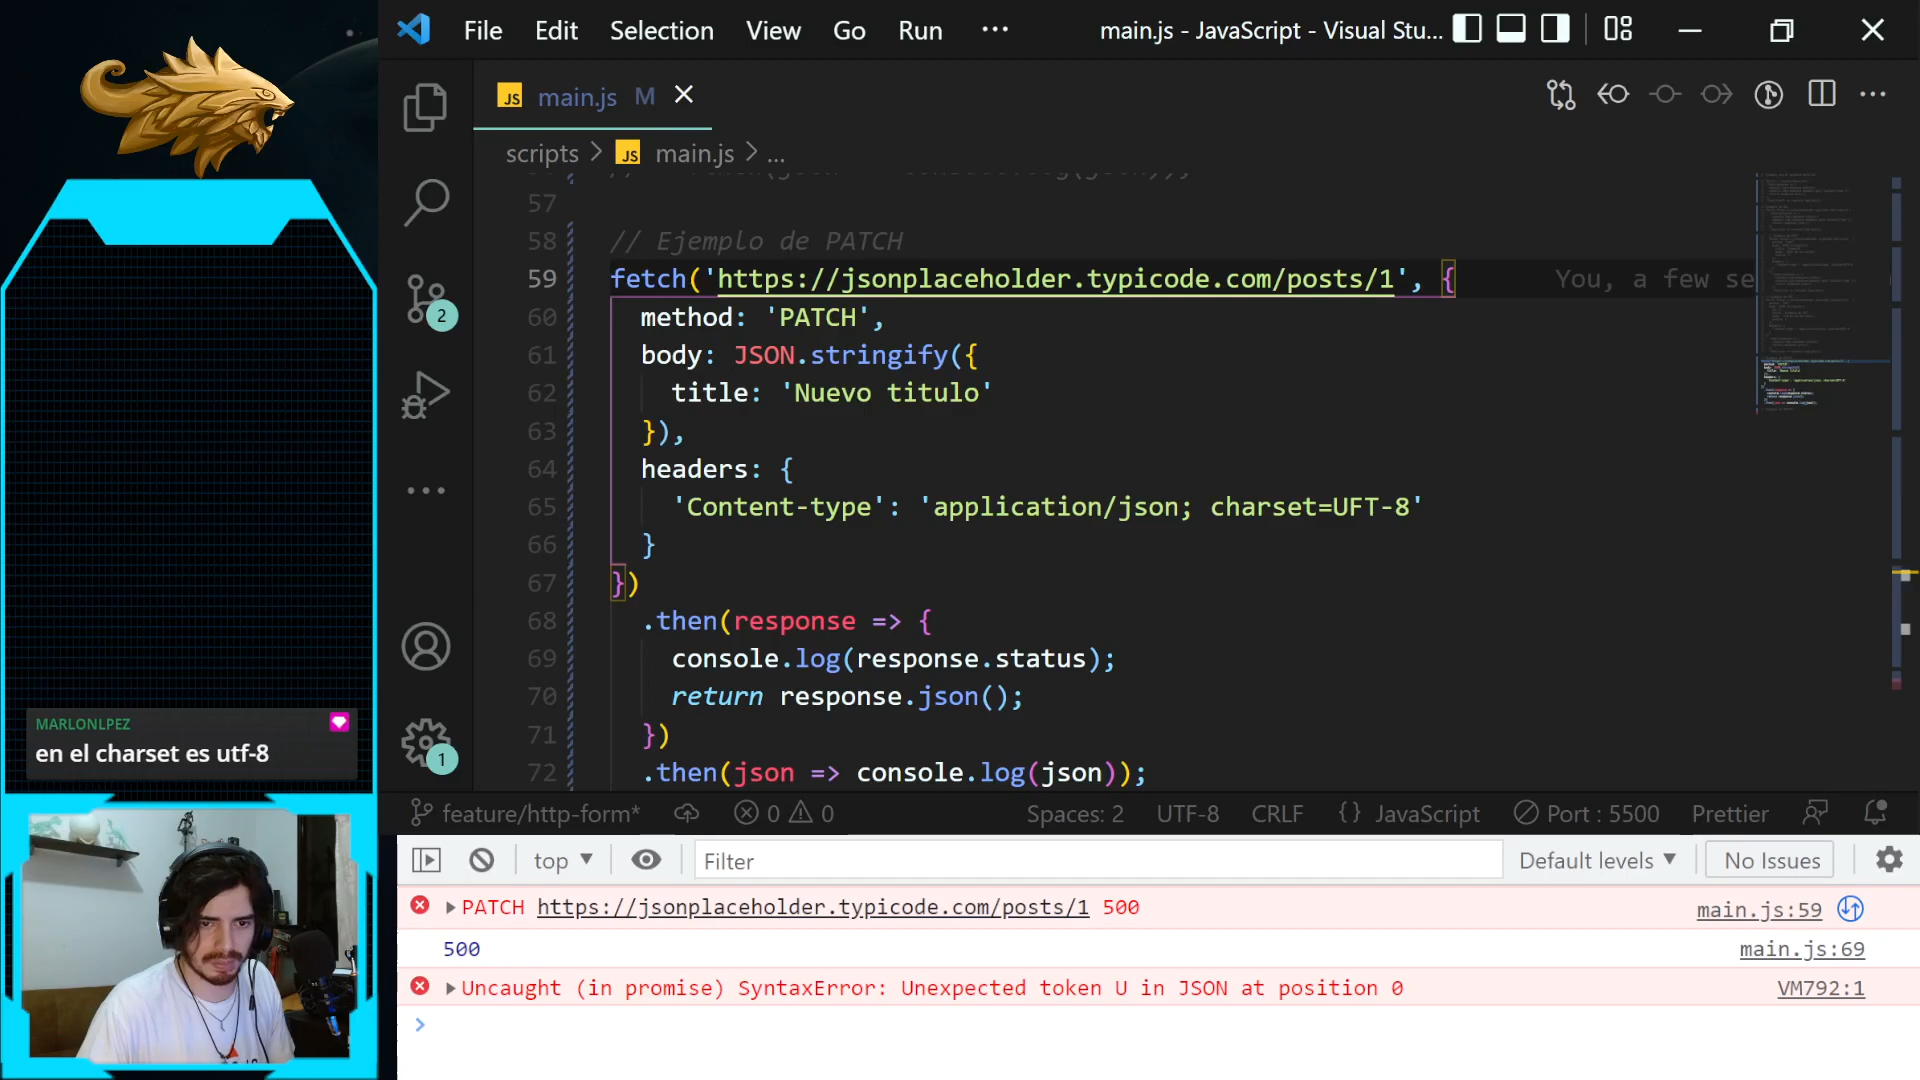 File Edit Selection View Go Run ···
main.js - JavaScript - Visual Stu...
JS main.js M
scripts > JS main.js > ...
57
58 // Ejemplo de PATCH
59 fetch('https://jsonplaceholder.typicode.com/posts/1', { You, a few se
60 method: 'PATCH',
61 body: JSON.stringify({
62 title: 'Nuevo titulo'
63 }),
64 headers: {
65 'Content-type': 'application/json; charset=UFT-8'
66 }
67 })
68 .then(response => {
69 console.log(response.status);
70 return response.json();
71 })
72 .then(json => console.log(json));
2
1
feature/http-form* 0 0 Spaces: 2 UTF-8 CRLF {} JavaScript Port : 5500 Prettier
top Filter Default levels No Issues
PATCH https://jsonplaceholder.typicode.com/posts/1 500 main.js:59
500 main.js:69
Uncaught (in promise) SyntaxError: Unexpected token U in JSON at position 0 VM792:1
MARLONLPEZ
en el charset es utf-8